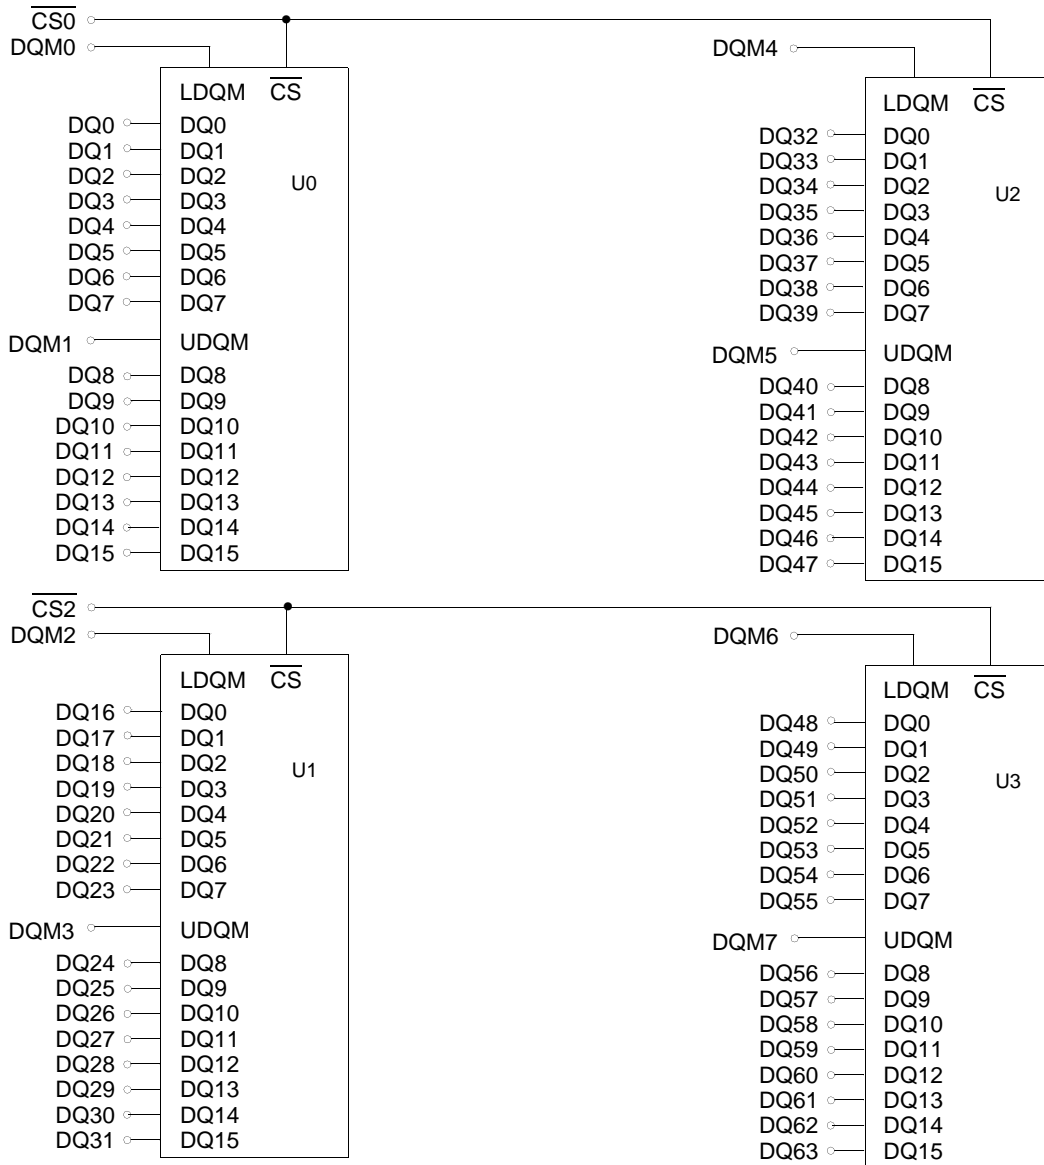 CS0
DQM0
LDQM CS
DQ0 DQ0
DQ1 DQ1
DQ2 DQ2
U0
DQ3 DQ3
DQ4 DQ4
DQ5 DQ5
DQ6 DQ6
DQ7 DQ7
DQM1 UDQM
DQ8 DQ8
DQ9 DQ9
DQ10 DQ10
DQ11 DQ11
DQ12 DQ12
DQ13 DQ13
DQ14 DQ14
DQ15 DQ15
DQM4
LDQM CS
DQ32 DQ0
DQ33 DQ1
DQ34 DQ2
U2
DQ35 DQ3
DQ36 DQ4
DQ37 DQ5
DQ38 DQ6
DQ39 DQ7
DQM5 UDQM
DQ40 DQ8
DQ41 DQ9
DQ42 DQ10
DQ43 DQ11
DQ44 DQ12
DQ45 DQ13
DQ46 DQ14
DQ47 DQ15
CS2
DQM2
LDQM CS
DQ16 DQ0
DQ17 DQ1
DQ18 DQ2
U1
DQ19 DQ3
DQ20 DQ4
DQ21 DQ5
DQ22 DQ6
DQ23 DQ7
DQM3 UDQM
DQ24 DQ8
DQ25 DQ9
DQ26 DQ10
DQ27 DQ11
DQ28 DQ12
DQ29 DQ13
DQ30 DQ14
DQ31 DQ15
DQM6
LDQM CS
DQ48 DQ0
DQ49 DQ1
DQ50 DQ2
U3
DQ51 DQ3
DQ52 DQ4
DQ53 DQ5
DQ54 DQ6
DQ55 DQ7
DQM7 UDQM
DQ56 DQ8
DQ57 DQ9
DQ58 DQ10
DQ59 DQ11
DQ60 DQ12
DQ61 DQ13
DQ62 DQ14
DQ63 DQ15